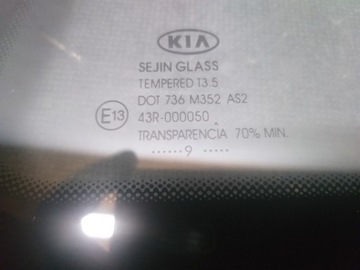 KIA
SEJIN GLASS
TEMPERED T3.5
DOT 736 M352 AS2
E13 43R-000050
TRANSPARENCIA 70% MIN.
...... 9 .....